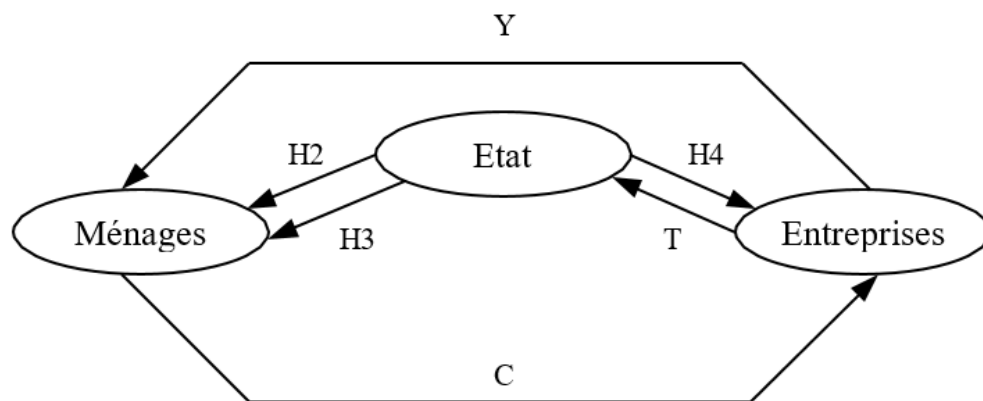 Y
H2
Etat
H4
Ménages
H3
T
Entreprises
C